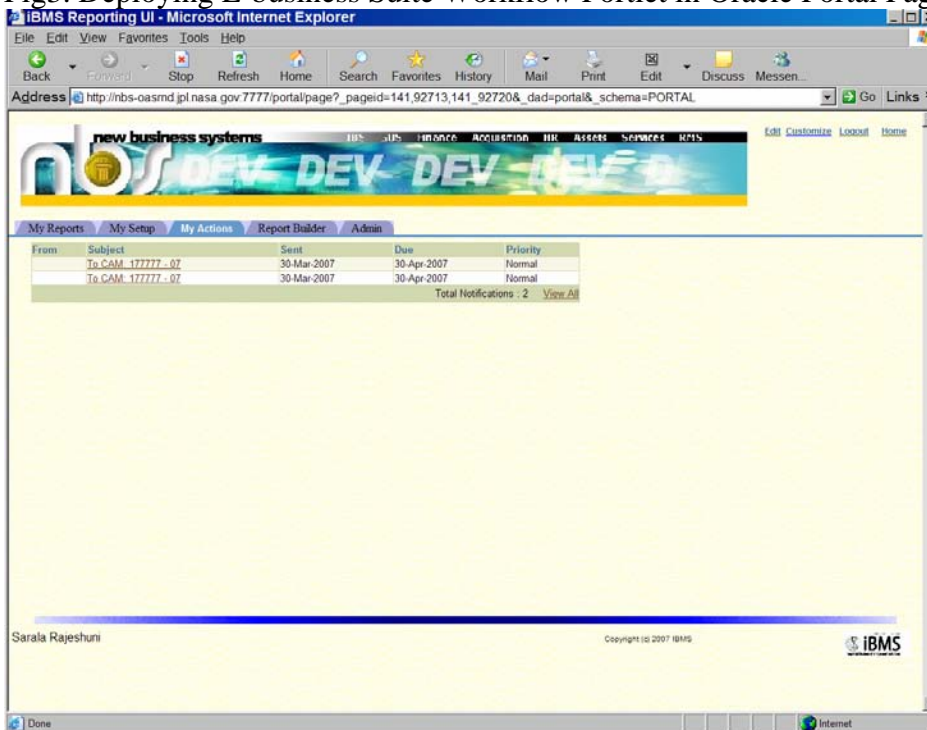 Fig3. Deploying E-business Suite Workflow Portlet in Oracle Portal Page
iBMS Reporting UI - Microsoft Internet Explorer
File Edit View Favorites Tools Help
Back Forward Stop Refresh Home Search Favorites History Mail Print Edit Discuss Messen...
Address http://nbs-oasmd.jpl.nasa.gov:7777/portal/page?_pageid=141,92713,141_92720&_dad=portal&_schema=PORTAL Go Links
new business systems Finance Acquisition HR Assets Services Edit Customize Logout Home
nbs DEV DEV DEV DEV D
My Reports My Setup My Actions Report Builder Admin
From Subject Sent Due Priority
To CAM: 177777 - 07 30-Mar-2007 30-Apr-2007 Normal
To CAM: 177777 - 07 30-Mar-2007 30-Apr-2007 Normal
Total Notifications : 2 View All
Sarala Rajeshuni Copyright (c) 2007 IBMS iBMS
Done Internet